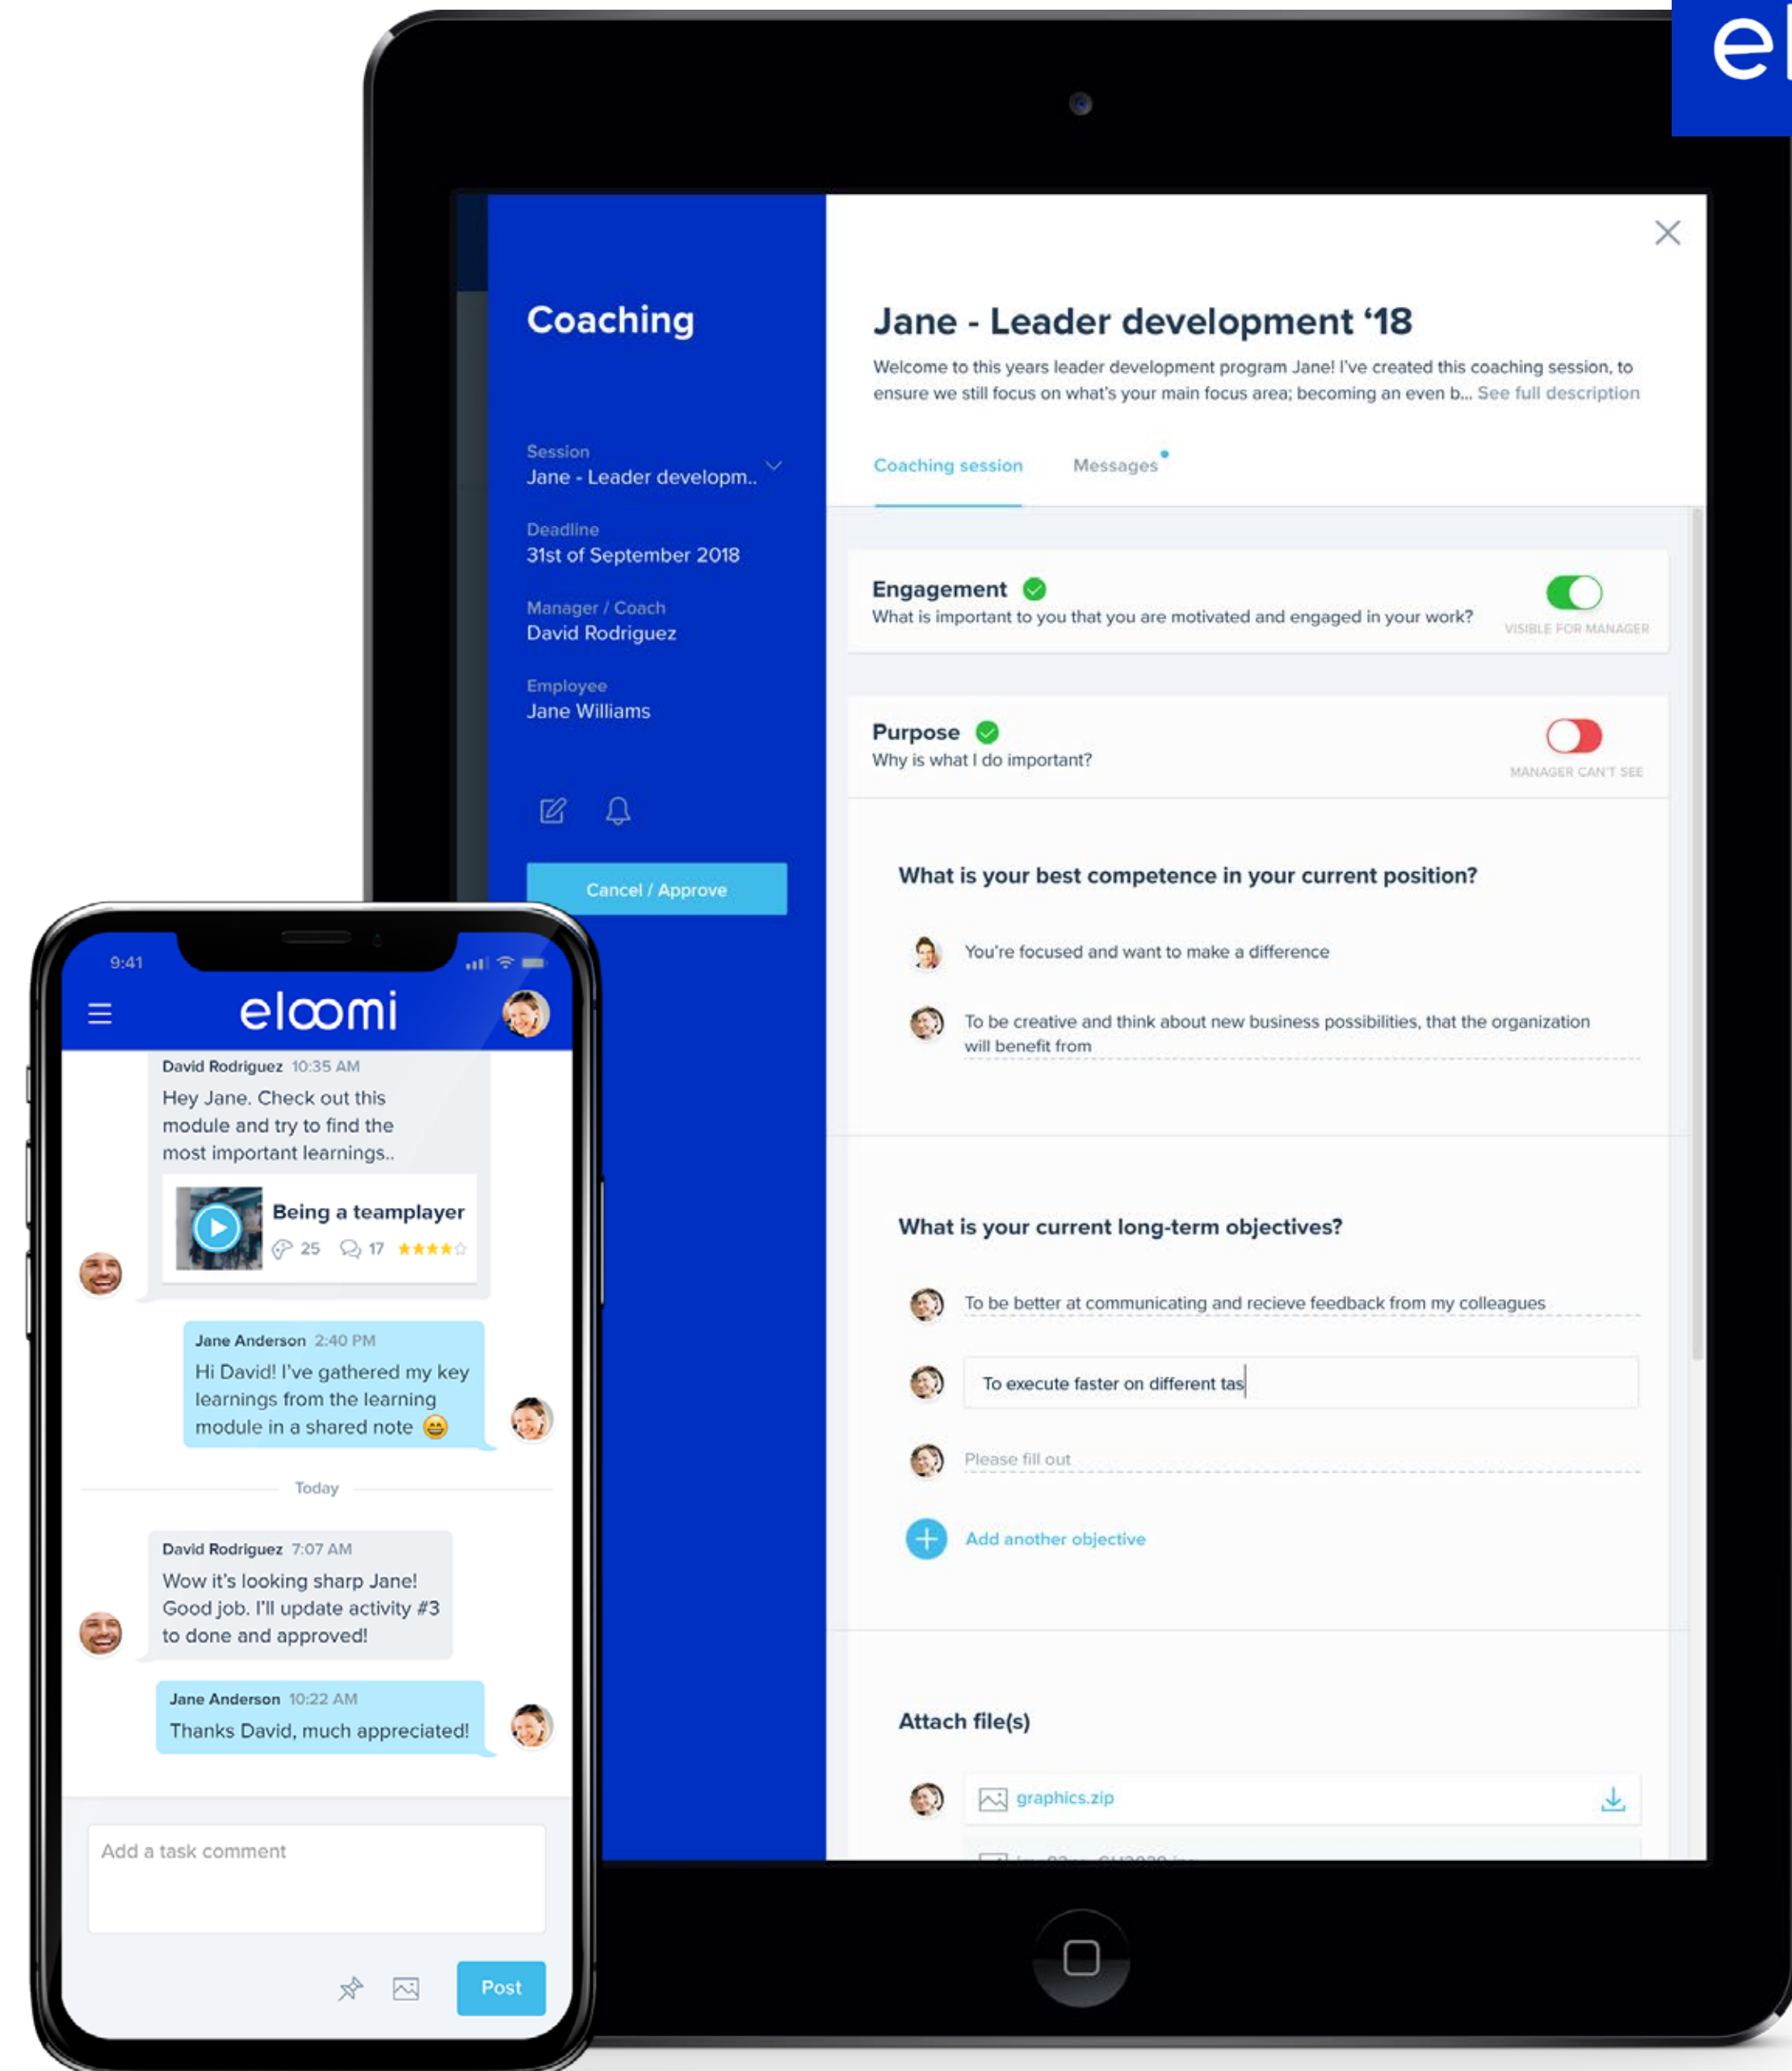 el
Coaching
Session
Jane - Leader developm..
Deadline
31st of September 2018
Manager / Coach
David Rodriguez
Employee
Jane Williams
Cancel / Approve
Jane - Leader development ‘18
Welcome to this years leader development program Jane! I’ve created this coaching session, to
ensure we still focus on what’s your main focus area; becoming an even b... See full description
Coaching session Messages
Engagement
What is important to you that you are motivated and engaged in your work?
VISIBLE FOR MANAGER
Purpose
Why is what I do important?
MANAGER CAN'T SEE
What is your best competence in your current position?
You’re focused and want to make a difference
To be creative and think about new business possibilities, that the organization
will benefit from
What is your current long-term objectives?
To be better at communicating and recieve feedback from my colleagues
To execute faster on different tas
Please fill out
Add another objective
Attach file(s)
graphics.zip
9:41
eloomi
David Rodriguez 10:35 AM
Hey Jane. Check out this
module and try to find the
most important learnings..
Being a teamplayer
25 17
Jane Anderson 2:40 PM
Hi David! I’ve gathered my key
learnings from the learning
module in a shared note
Today
David Rodriguez 7:07 AM
Wow it’s looking sharp Jane!
Good job. I’ll update activity #3
to done and approved!
Jane Anderson 10:22 AM
Thanks David, much appreciated!
Add a task comment
Post